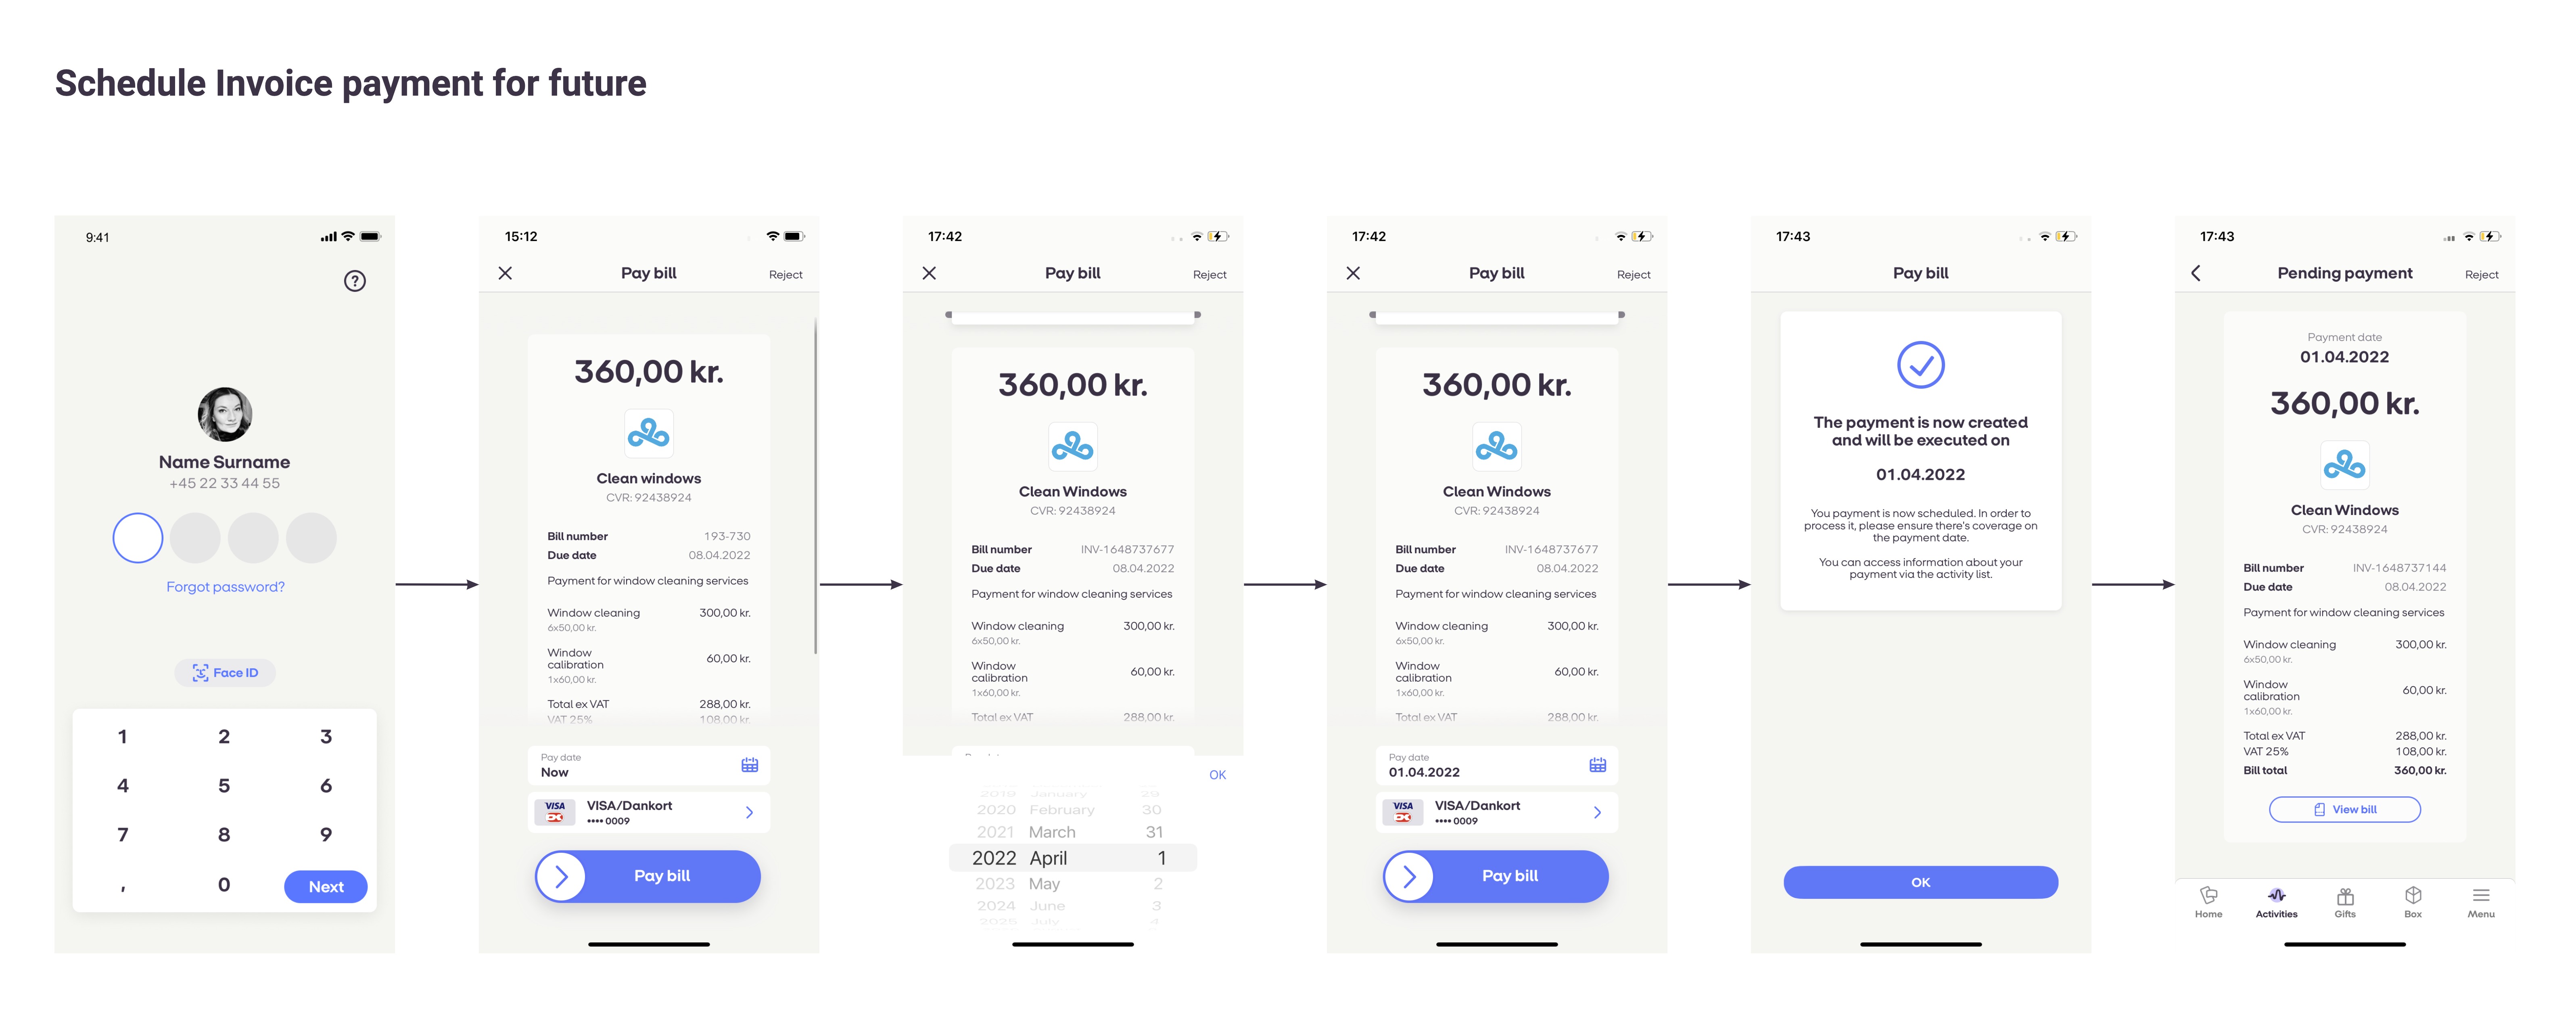 Schedule Invoice payment for future
9:41
Name Surname
+45 22 33 44 55
Forgot password?
Face ID
1 2 3
4 5 6
7 8 9
, 0 Next
15:12
Pay bill Reject
360,00 kr.
Clean windows
CVR: 92438924
Bill number 193-730
Due date 08.04.2022
Payment for window cleaning services
Window cleaning 300,00 kr.
6x50,00 kr.
Window
calibration 60,00 kr.
1x60,00 kr.
Total ex VAT 288,00 kr.
VAT 25% 108,00 kr.
Pay date
Now
VISA VISA/Dankort
•••• 0009
Pay bill
17:42
Pay bill Reject
360,00 kr.
Clean Windows
CVR: 92438924
Bill number INV-1648737677
Due date 08.04.2022
Payment for window cleaning services
Window cleaning 300,00 kr.
6x50,00 kr.
Window
calibration 60,00 kr.
1x60,00 kr.
Total ex VAT 288,00 kr.
OK
2019 January 29
2020 February 30
2021 March 31
2022 April 1
2023 May 2
2024 June 3
2025 July 4
17:42
Pay bill Reject
360,00 kr.
Clean Windows
CVR: 92438924
Bill number INV-1648737677
Due date 08.04.2022
Payment for window cleaning services
Window cleaning 300,00 kr.
6x50,00 kr.
Window
calibration 60,00 kr.
1x60,00 kr.
Total ex VAT 288,00 kr.
Pay date
01.04.2022
VISA VISA/Dankort
•••• 0009
Pay bill
17:43
Pay bill
The payment is now created
and will be executed on
01.04.2022
You payment is now scheduled. In order to
process it, please ensure there's coverage on
the payment date.
You can access information about your
payment via the activity list.
OK
17:43
Pending payment Reject
Payment date
01.04.2022
360,00 kr.
Clean Windows
CVR: 92438924
Bill number INV-1648737144
Due date 08.04.2022
Payment for window cleaning services
Window cleaning 300,00 kr.
6x50,00 kr.
Window
calibration 60,00 kr.
1x60,00 kr.
Total ex VAT 288,00 kr.
VAT 25% 108,00 kr.
Bill total 360,00 kr.
View bill
Home Activities Gifts Box Menu